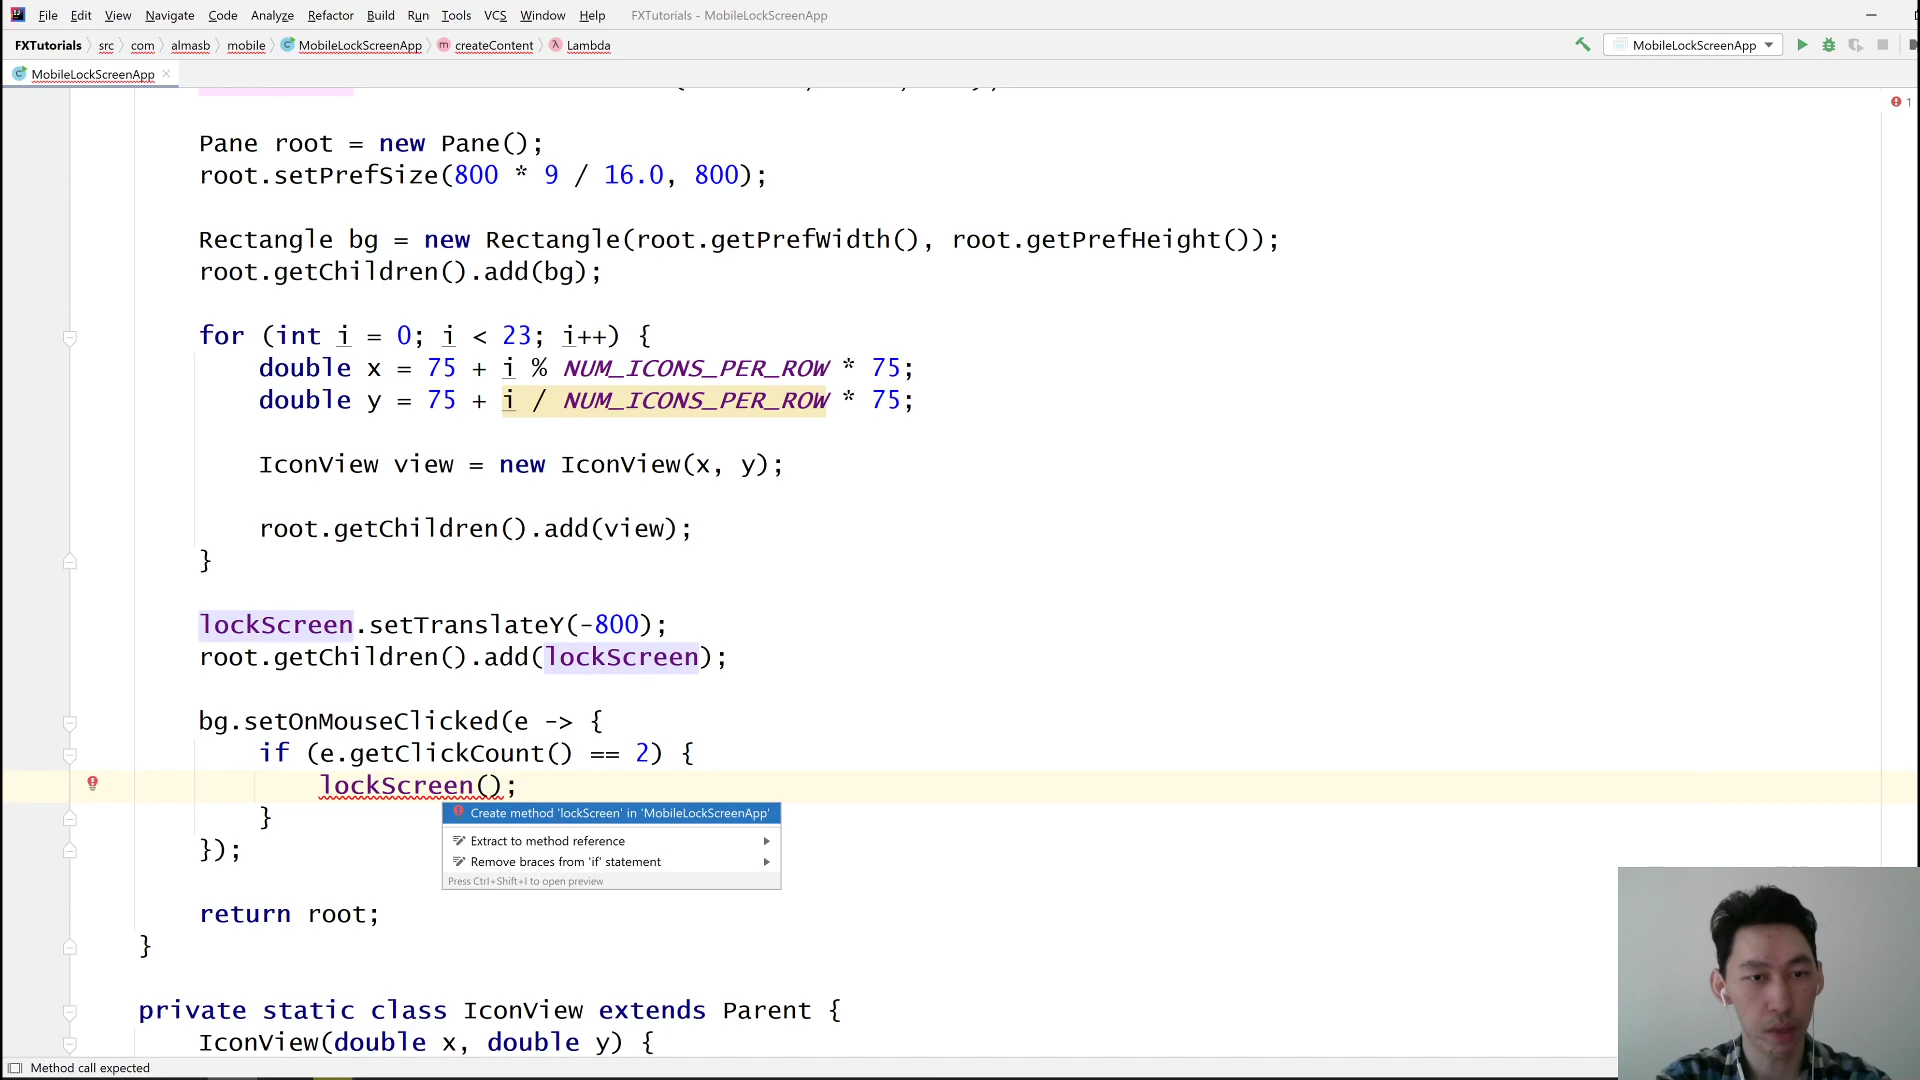 File Edit View Navigate Code Analyze Refactor Build Run Tools VCS Window Help FXTutorials - MobileLockScreenApp
FXTutorials src com almasb mobile MobileLockScreenApp createContent Lambda MobileLockScreenApp
MobileLockScreenApp
1
Pane root = new Pane();
root.setPrefSize(800 * 9 / 16.0, 800);
Rectangle bg = new Rectangle(root.getPrefWidth(), root.getPrefHeight());
root.getChildren().add(bg);
for (int i = 0; i < 23; i++) {
double x = 75 + i % NUM_ICONS_PER_ROW * 75;
double y = 75 + i / NUM_ICONS_PER_ROW * 75;
IconView view = new IconView(x, y);
root.getChildren().add(view);
}
lockScreen.setTranslateY(-800);
root.getChildren().add(lockScreen);
bg.setOnMouseClicked(e -> {
if (e.getClickCount() == 2) {
lockScreen();
Create method 'lockScreen' in 'MobileLockScreenApp'
}
Extract to method reference
});
Remove braces from 'if' statement
Press Ctrl+Shift+I to open preview
return root;
}
private static class IconView extends Parent {
IconView(double x, double y) {
Method call expected